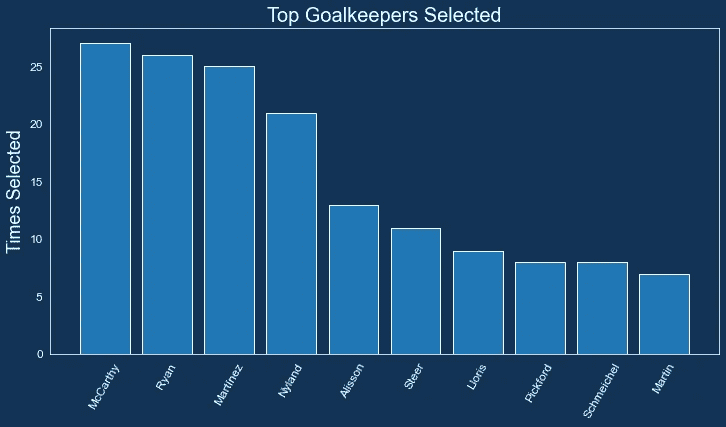 Top Goalkeepers Selected
Times Selected
25
20
15
10
5
0
McCarthy
Ryan
Martínez
Nyland
Alisson
Steer
Lloris
Pickford
Schmeichel
Martin